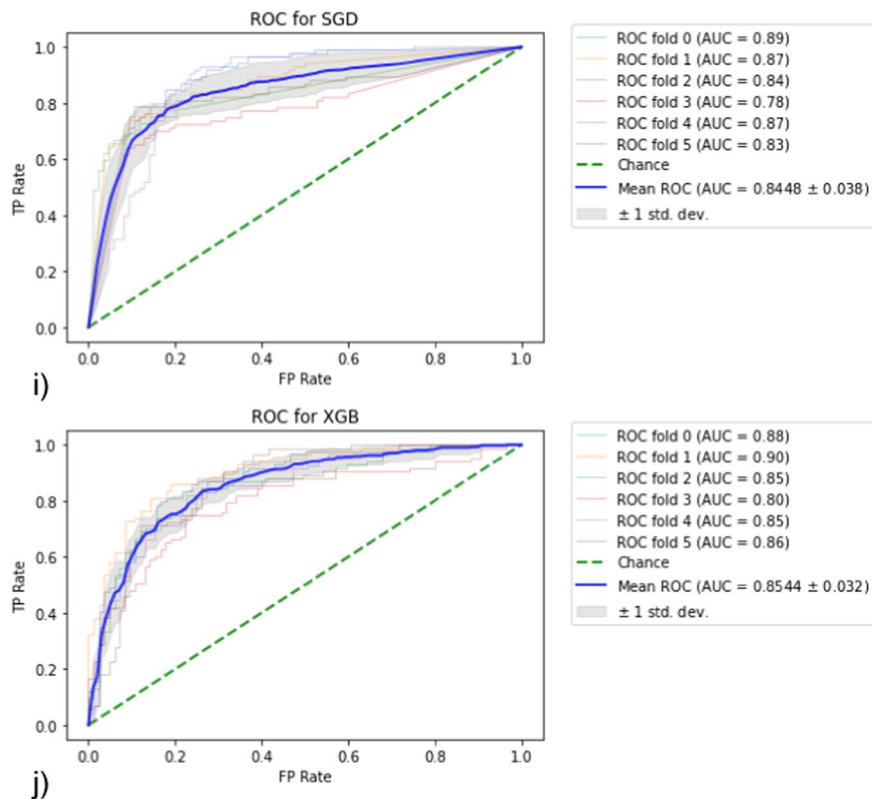 ROC for SGD
1.0
0.8
0.6
0.4
0.2
0.0
TP Rate
0.0 0.2 0.4 0.6 0.8 1.0
FP Rate
ROC fold 0 (AUC = 0.89)
ROC fold 1 (AUC = 0.87)
ROC fold 2 (AUC = 0.84)
ROC fold 3 (AUC = 0.78)
ROC fold 4 (AUC = 0.87)
ROC fold 5 (AUC = 0.83)
Chance
Mean ROC (AUC = 0.8448 ± 0.038)
± 1 std. dev.
i)
ROC for XGB
1.0
0.8
0.6
0.4
0.2
0.0
TP Rate
0.0 0.2 0.4 0.6 0.8 1.0
FP Rate
ROC fold 0 (AUC = 0.88)
ROC fold 1 (AUC = 0.90)
ROC fold 2 (AUC = 0.85)
ROC fold 3 (AUC = 0.80)
ROC fold 4 (AUC = 0.85)
ROC fold 5 (AUC = 0.86)
Chance
Mean ROC (AUC = 0.8544 ± 0.032)
± 1 std. dev.
j)